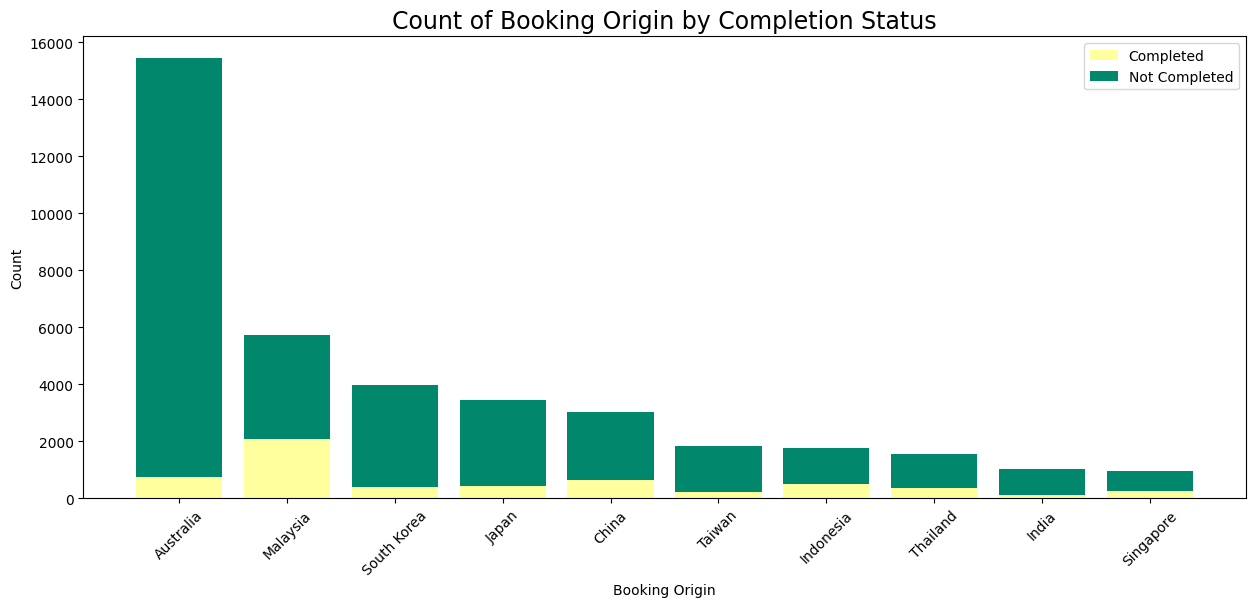 Count of Booking Origin by Completion Status
Completed
Not Completed
Count
16000
14000
12000
10000
8000
6000
4000
2000
0
Australia
Malaysia
South Korea
Japan
China
Taiwan
Indonesia
Thailand
India
Singapore
Booking Origin